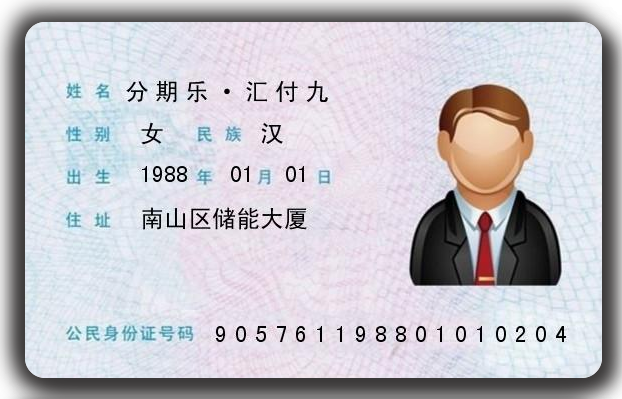 姓名 分期乐·汇付九
性别 女 民族 汉
出生 1988 年 01 月 01 日
住址 南山区储能大厦
公民身份证号码 905761198801010204